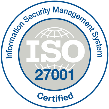 Information Security Management System
ISO
27001
Certified